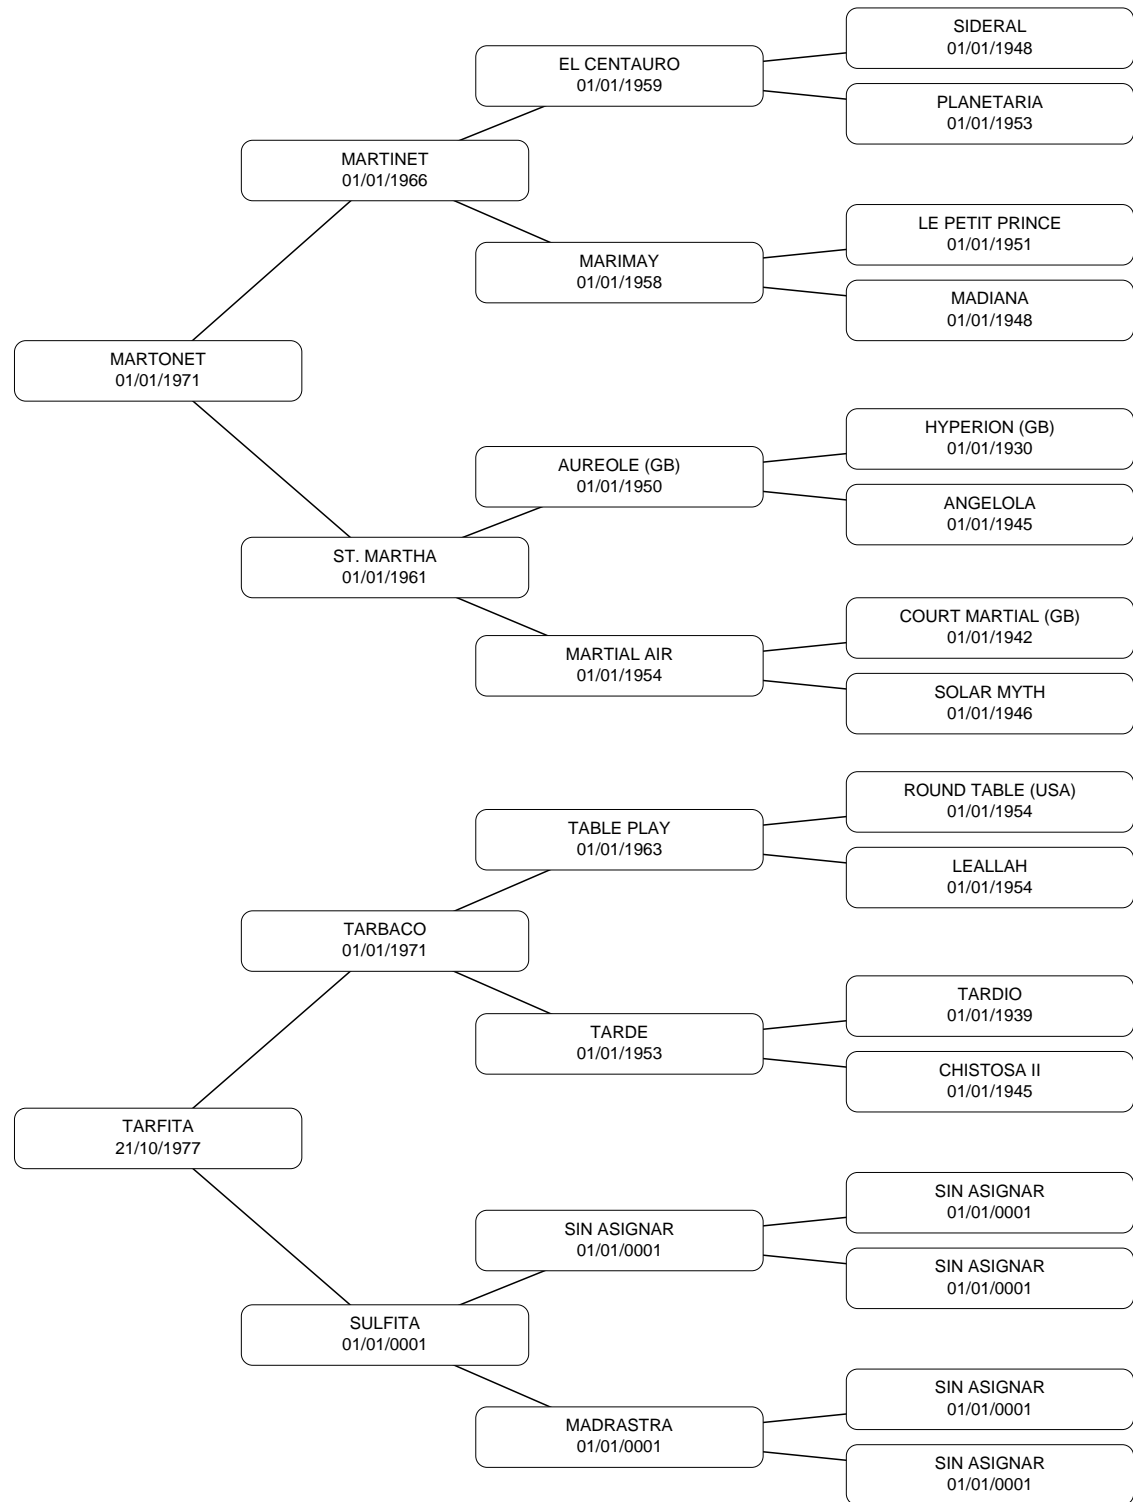 SIDERAL
01/01/1948
EL CENTAURO
01/01/1959
PLANETARIA
01/01/1953
MARTINET
01/01/1966
LE PETIT PRINCE
01/01/1951
MARIMAY
01/01/1958
MADIANA
01/01/1948
MARTONET
01/01/1971
HYPERION (GB)
01/01/1930
AUREOLE (GB)
01/01/1950
ANGELOLA
01/01/1945
ST. MARTHA
01/01/1961
COURT MARTIAL (GB)
01/01/1942
MARTIAL AIR
01/01/1954
SOLAR MYTH
01/01/1946
ROUND TABLE (USA)
01/01/1954
TABLE PLAY
01/01/1963
LEALLAH
01/01/1954
TARBACO
01/01/1971
TARDIO
01/01/1939
TARDE
01/01/1953
CHISTOSA II
01/01/1945
TARFITA
21/10/1977
SIN ASIGNAR
01/01/0001
SIN ASIGNAR
01/01/0001
SIN ASIGNAR
01/01/0001
SULFITA
01/01/0001
SIN ASIGNAR
01/01/0001
MADRASTRA
01/01/0001
SIN ASIGNAR
01/01/0001